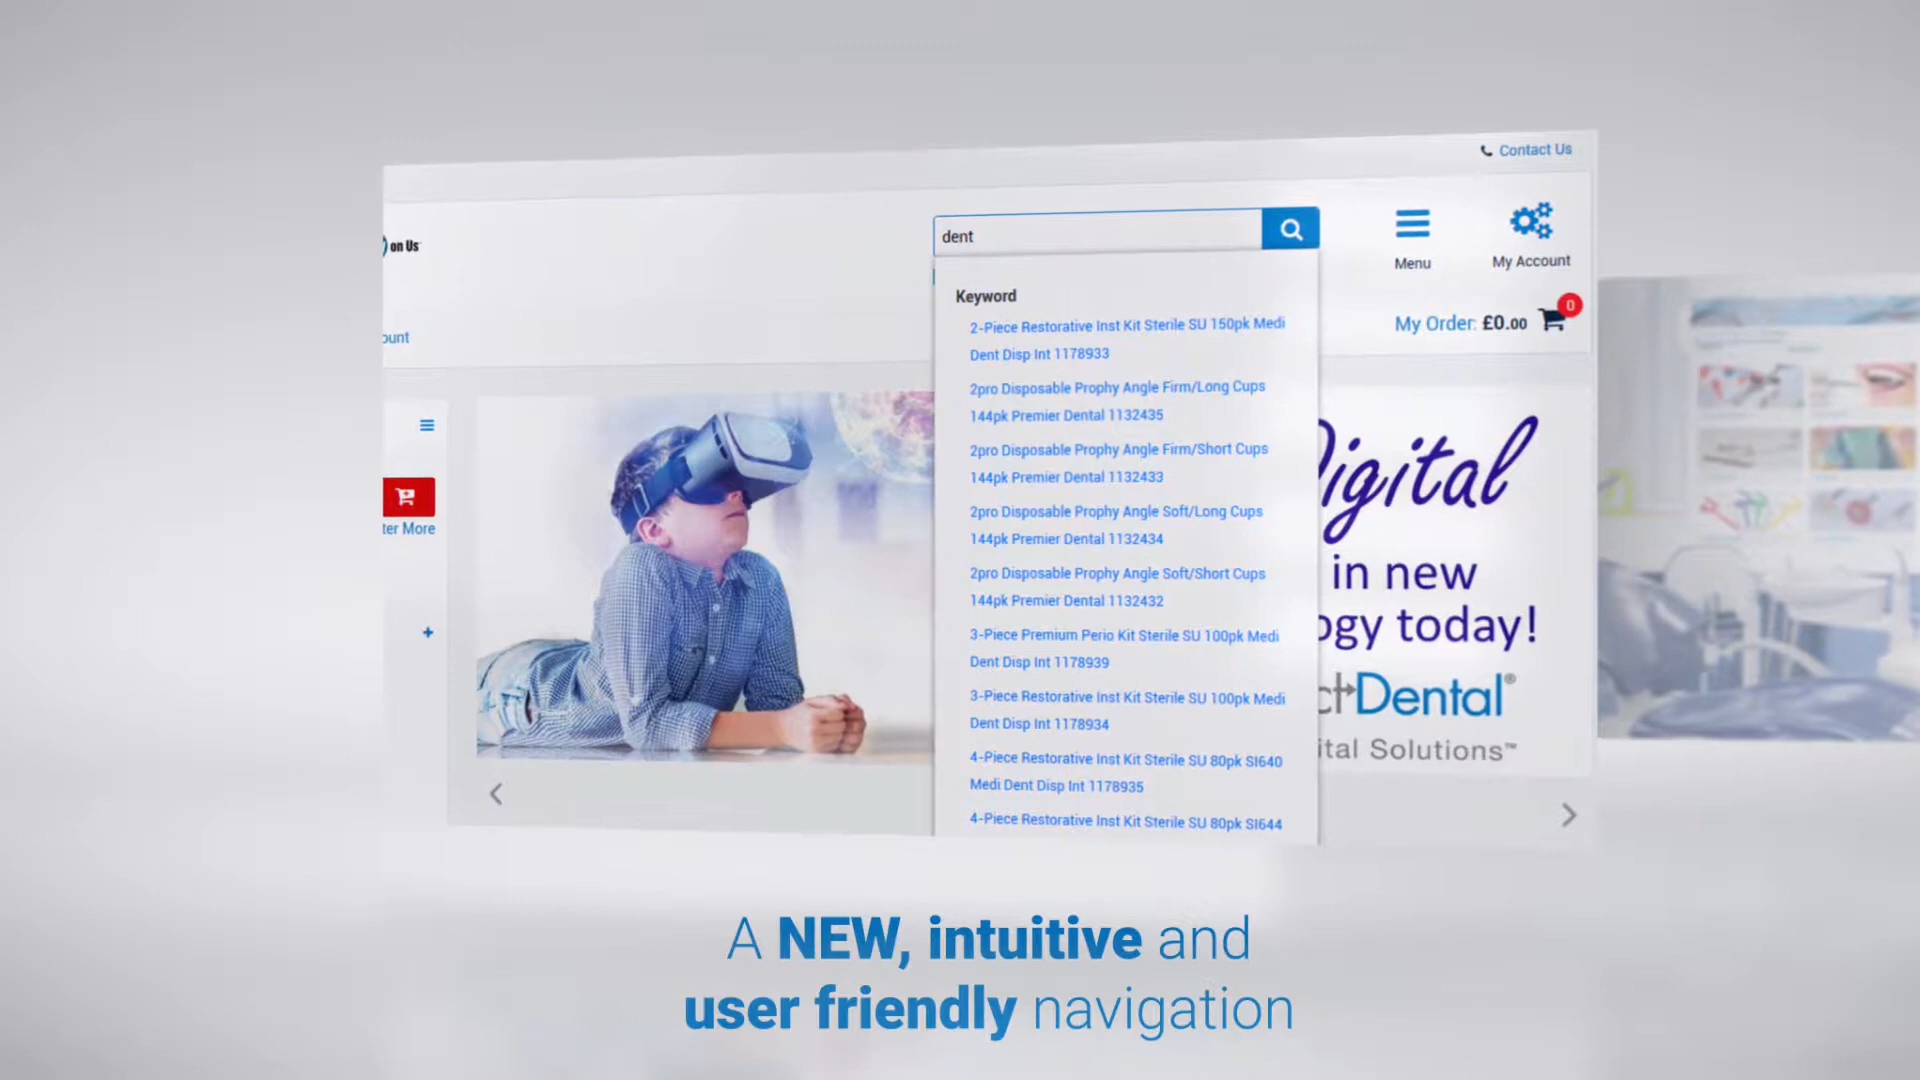 Contact Us
on Us
dent
Menu
My Account
0
My Order: £0.00
Keyword
2-Piece Restorative Inst Kit Sterile SU 150pk Medi
Dent Disp Int 1178933
2pro Disposable Prophy Angle Firm/Long Cups
144pk Premier Dental 1132435
2pro Disposable Prophy Angle Firm/Short Cups
144pk Premier Dental 1132433
2pro Disposable Prophy Angle Soft/Long Cups
144pk Premier Dental 1132434
2pro Disposable Prophy Angle Soft/Short Cups
144pk Premier Dental 1132432
3-Piece Premium Perio Kit Sterile SU 100pk Medi
Dent Disp Int 1178939
3-Piece Restorative Inst Kit Sterile SU 100pk Medi
Dent Disp Int 1178934
4-Piece Restorative Inst Kit Sterile SU 80pk SI640
Medi Dent Disp Int 1178935
4-Piece Restorative Inst Kit Sterile SU 80pk SI644
ount
ter More
Digital
in new
ogy today!
ct Dental®
ital Solutions™
A NEW, intuitive and
user friendly navigation